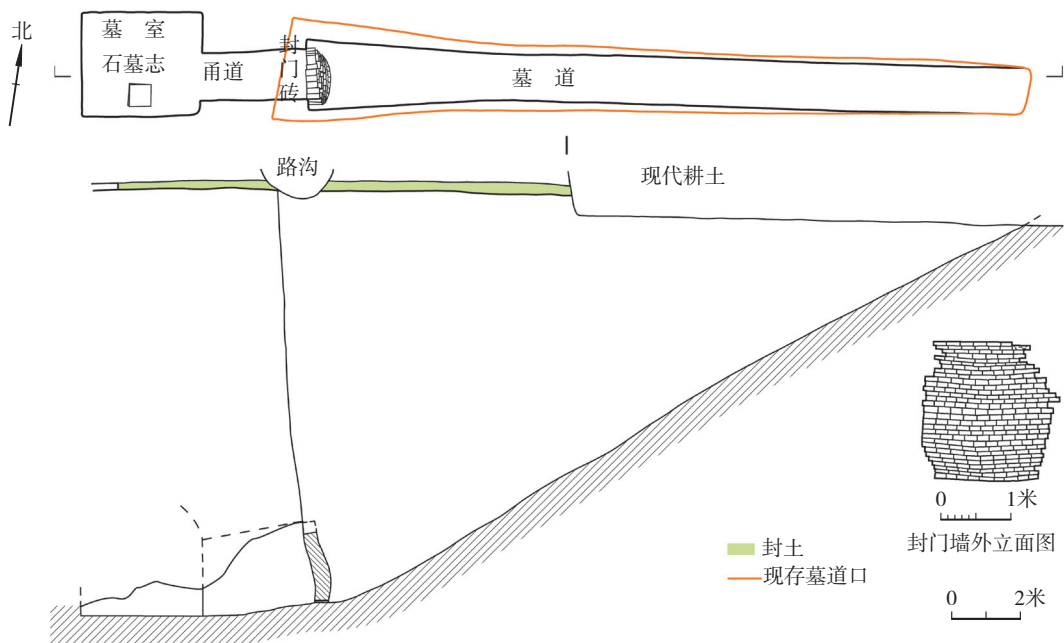 北
墓 室
石墓志
甬道
封
门
砖
墓 道
路沟
现代耕土
0 1米
封门墙外立面图
封土
现存墓道口
0 2米